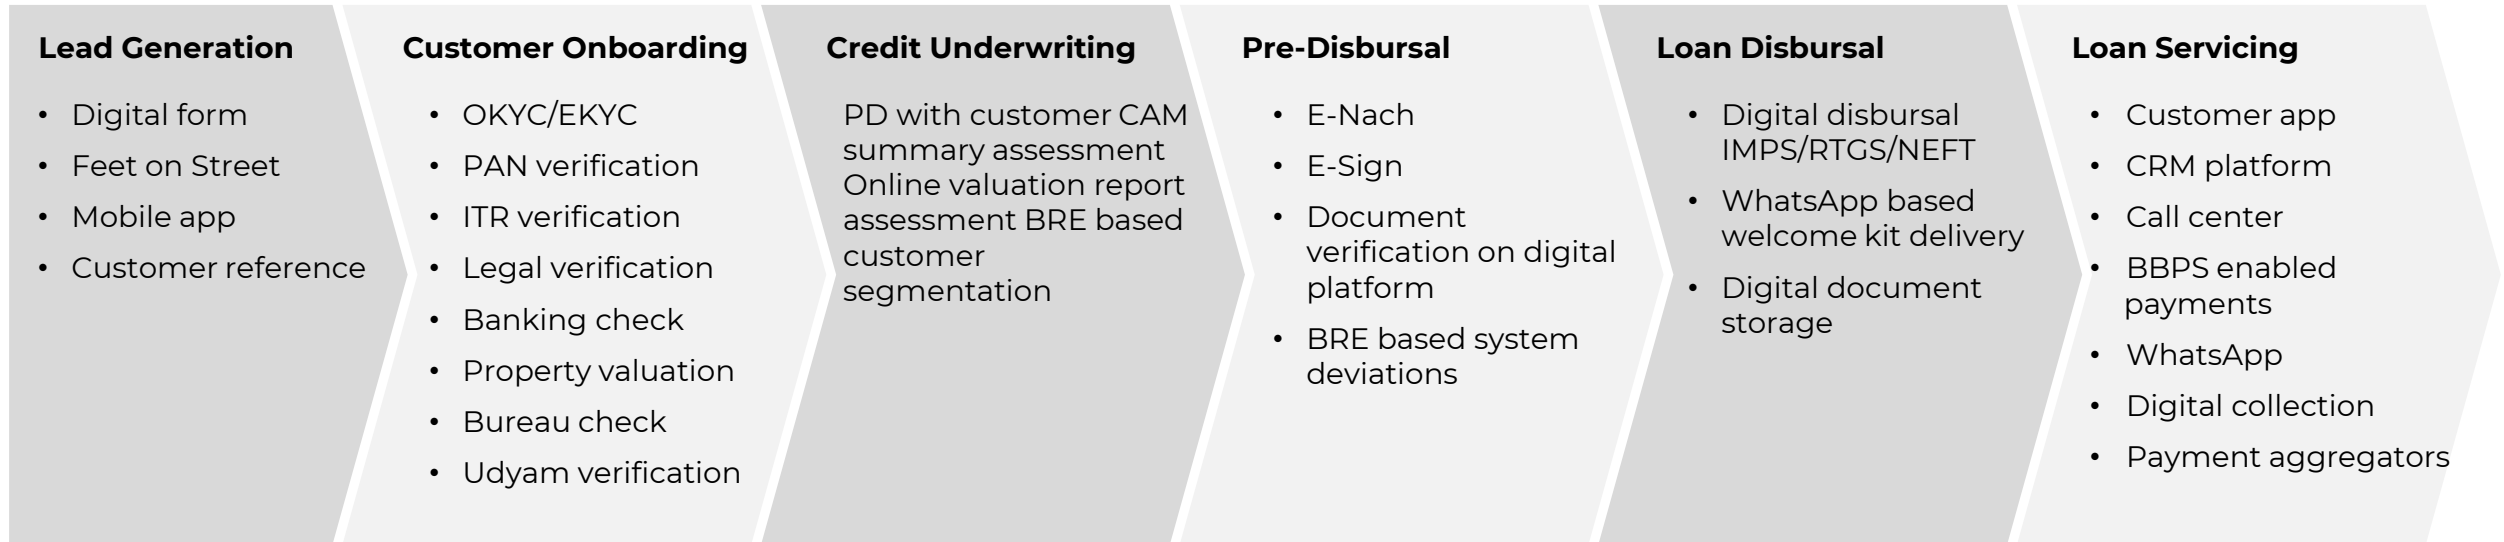 Lead Generation
• Digital form
• Feet on Street
• Mobile app
• Customer reference
Customer Onboarding
• OKYC/EKYC
• PAN verification
• ITR verification
• Legal verification
• Banking check
• Property valuation
• Bureau check
• Udyam verification
Credit Underwriting
PD with customer CAM
summary assessment
Online valuation report
assessment BRE based
customer
segmentation
Pre-Disbursal
• E-Nach
• E-Sign
• Document
verification on digital
platform
• BRE based system
deviations
Loan Disbursal
• Digital disbursal
IMPS/RTGS/NEFT
• WhatsApp based
welcome kit delivery
• Digital document
storage
Loan Servicing
• Customer app
• CRM platform
• Call center
• BBPS enabled
payments
• WhatsApp
• Digital collection
• Payment aggregators